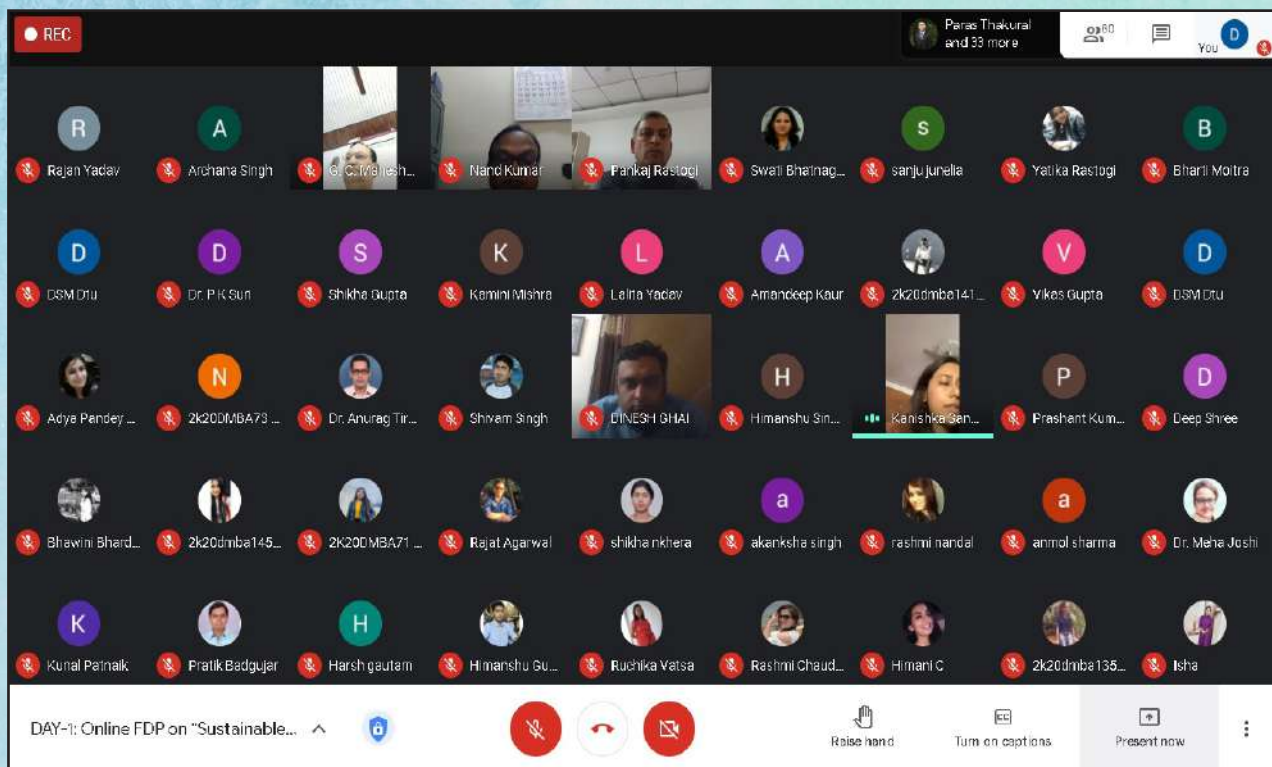 REC
Paras Thakural
and 33 more
60
You
D
R
A
S
B
Rajan Yadav
Archana Singh
G. C. Mahesh...
Nand Kumar
Pankaj Rastogi
Swati Bhatnag...
sanju junelia
Yatika Rastogi
Bharti Moitra
D
D
S
K
L
A
V
D
DSM Dtu
Dr. P K Suri
Shikha Gupta
Kamini Mishra
Lalita Yadav
Amandeep Kaur
2k20dmba141...
Vikas Gupta
DSM Dtu
N
H
P
D
Adya Pandey ...
2k20DMBA73 ...
Dr. Anurag Tir...
Shivam Singh
DINESH GHAI
Himanshu Sin...
Kanishka San...
Prashant Kum...
Deep Shree
a
a
Bhawini Bhard...
2k20dmba145...
2K20DMBA71 ...
Rajat Agarwal
shikha nkhera
akanksha singh
rashmi nandal
anmol sharma
Dr. Meha Joshi
K
H
Kunal Patnaik
Pratik Badgujar
Harsh gautam
Himanshu Gu...
Ruchika Vatsa
Rashmi Chaud...
Himani C
2k20dmba135...
Isha
DAY-1: Online FDP on "Sustainable...
Raise hand
CC
Turn on captions
Present now